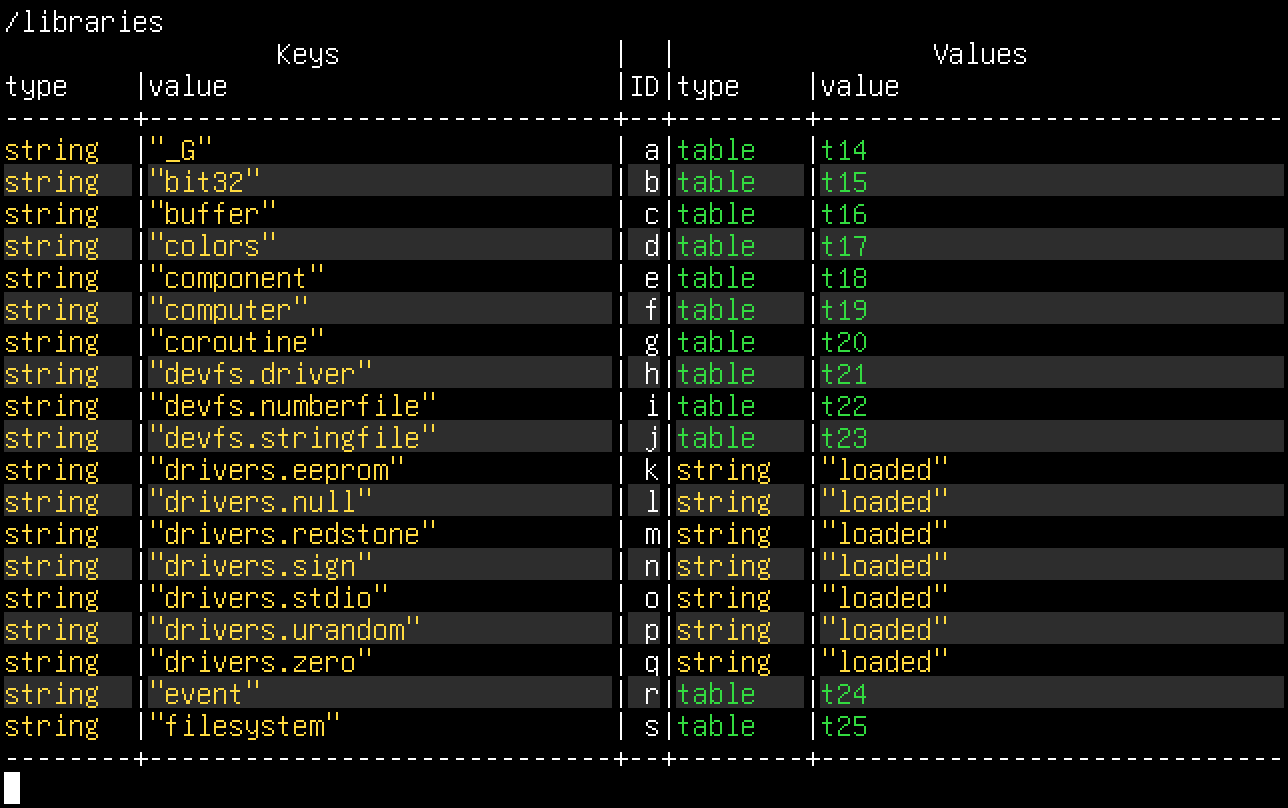 /libraries
                                  Keys                                   |  |                                 Values
type    |value                             |ID|type    |value
--------+-----------------------------+--+--------+-----------------------------
string  |"_G"                              | a|table   |t14
string  |"bit32"                           | b|table   |t15
string  |"buffer"                          | c|table   |t16
string  |"colors"                          | d|table   |t17
string  |"component"                       | e|table   |t18
string  |"computer"                        | f|table   |t19
string  |"coroutine"                       | g|table   |t20
string  |"devfs.driver"                    | h|table   |t21
string  |"devfs.numberfile"                | i|table   |t22
string  |"devfs.stringfile"                | j|table   |t23
string  |"drivers.eeprom"                  | k|string  |"loaded"
string  |"drivers.null"                    | l|string  |"loaded"
string  |"drivers.redstone"                | m|string  |"loaded"
string  |"drivers.sign"                    | n|string  |"loaded"
string  |"drivers.stdio"                   | o|string  |"loaded"
string  |"drivers.urandom"                 | p|string  |"loaded"
string  |"drivers.zero"                    | q|string  |"loaded"
string  |"event"                           | r|table   |t24
string  |"filesystem"                      | s|table   |t25
--------+-----------------------------+--+--------+-----------------------------